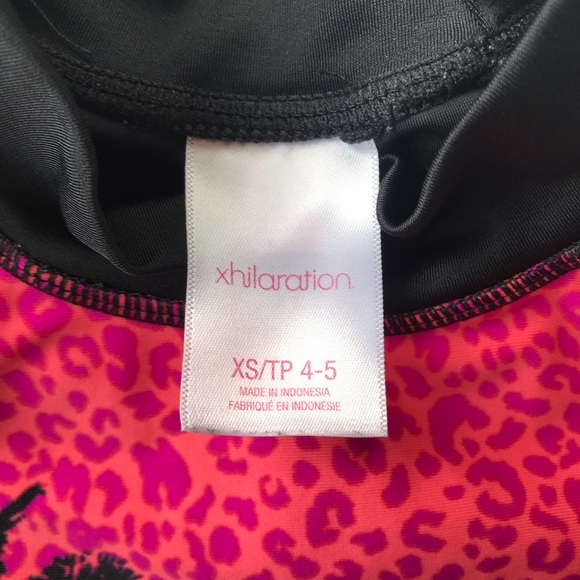 xhilaration.
XS/TP 4-5
MADE IN INDONESIA
FABRIQUÉ EN INDONÉSIE